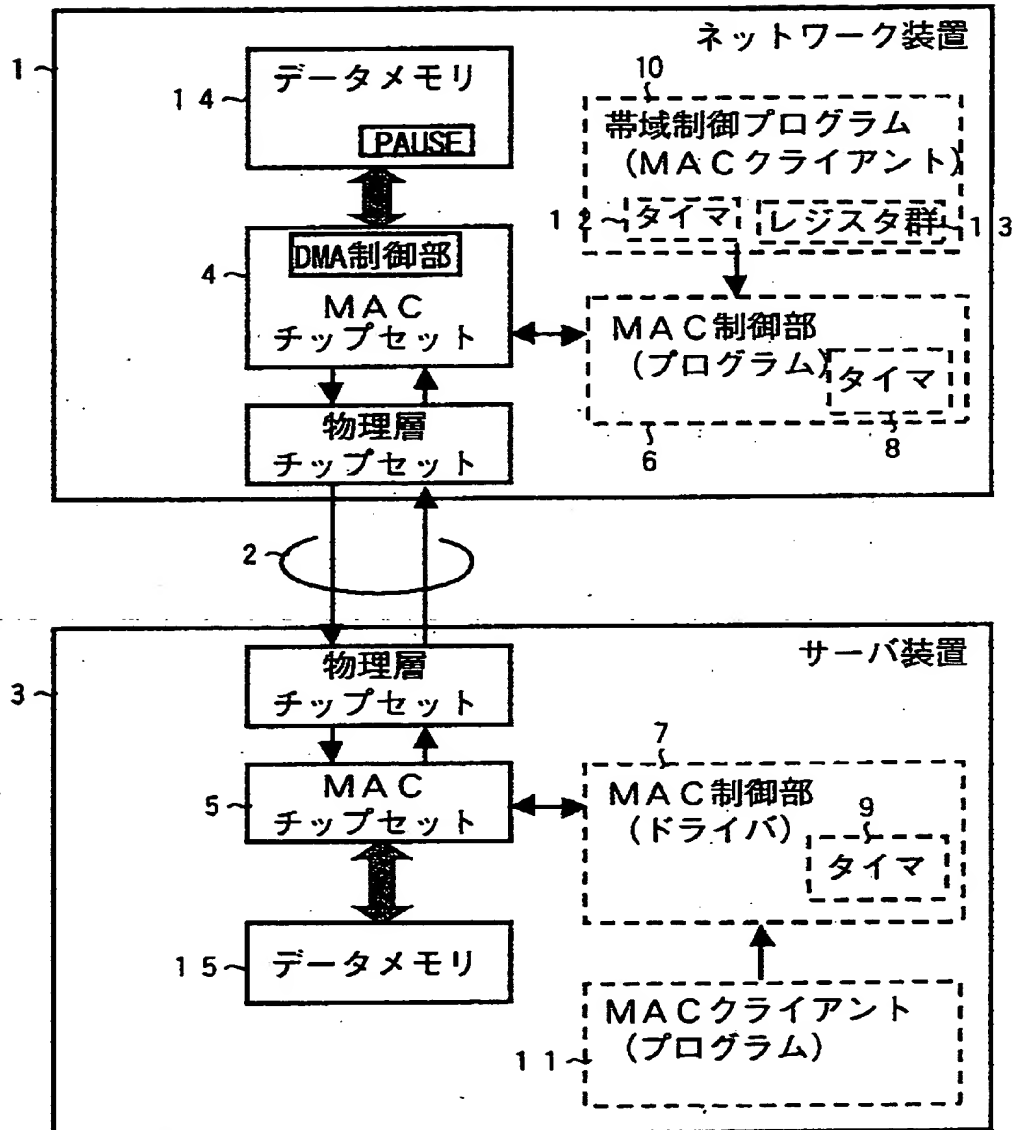 ネットワーク装置
1
14
データメモリ
PAUSE
10
帯域制御プログラム
(MACクライアント)
12
タイマ
レジスタ群
13
4
DMA制御部
MAC
チップセット
MAC制御部
(プログラム)
タイマ
6
8
物理層
チップセット
2
サーバ装置
3
物理層
チップセット
5
MAC
チップセット
7
MAC制御部
(ドライバ)
9
タイマ
15
データメモリ
MACクライアント
(プログラム)
11